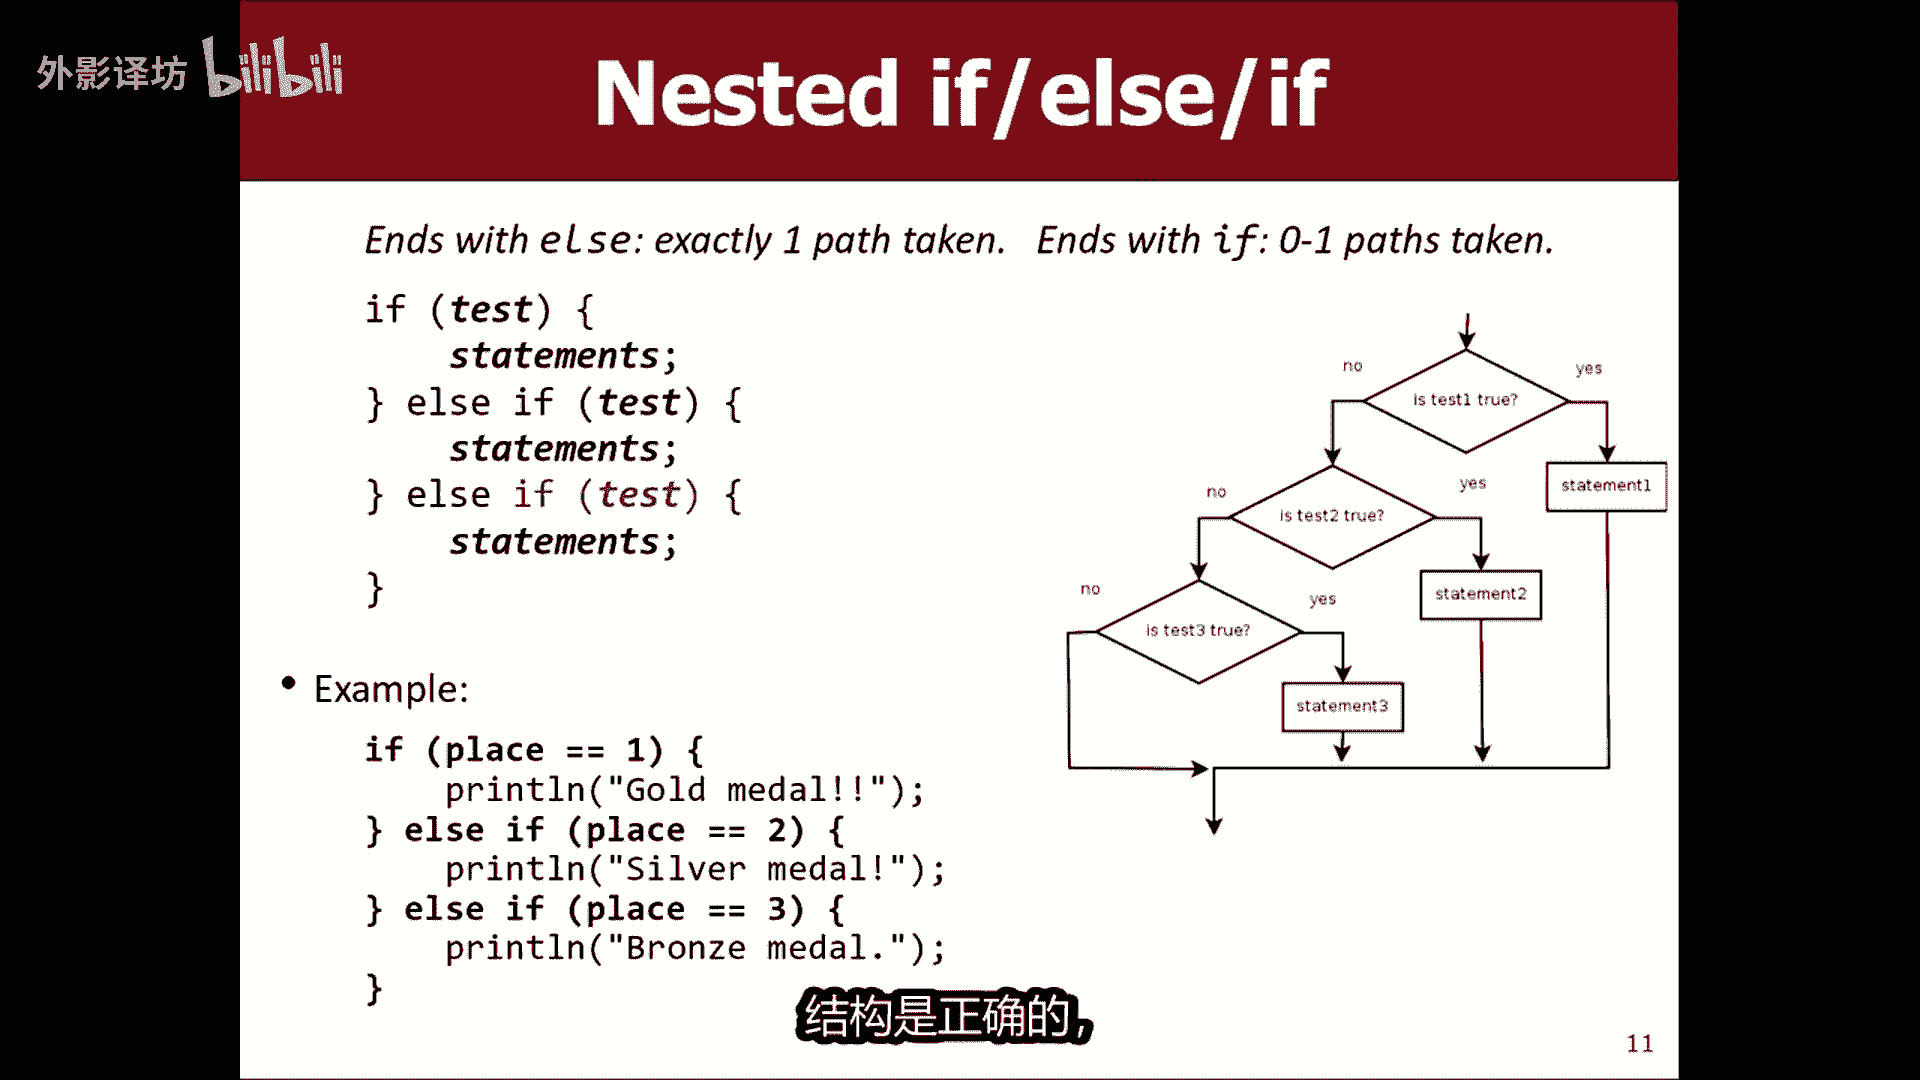 外影译坊 bilibili
Nested if/else/if
Ends with else: exactly 1 path taken. Ends with if: 0-1 paths taken.
if (test) {
statements;
} else if (test) {
statements;
} else if (test) {
statements;
}
no
yes
is test1 true?
statement1
no
yes
is test2 true?
statement2
no
yes
is test3 true?
statement3
• Example:
if (place == 1) {
println("Gold medal!!");
} else if (place == 2) {
println("Silver medal!");
} else if (place == 3) {
println("Bronze medal.");
}
结构是正确的,
11